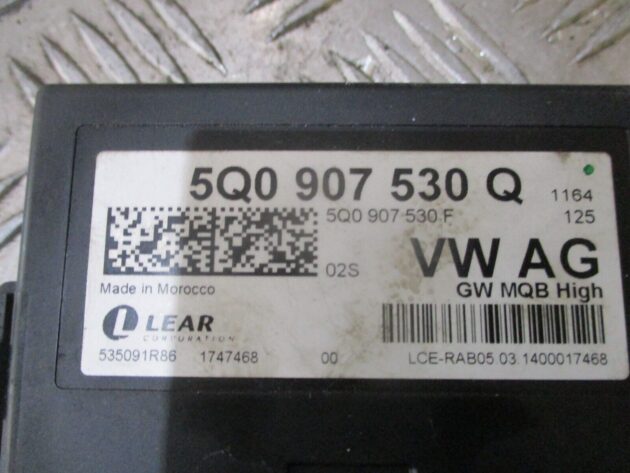 5Q0 907 530 Q 1164
5Q0 907 530 F 125
02S VW AG
Made in Morocco GW MQB High
LEAR
CORPORATION
535091R86 1747468 00 LCE-RAB05.03.1400017468